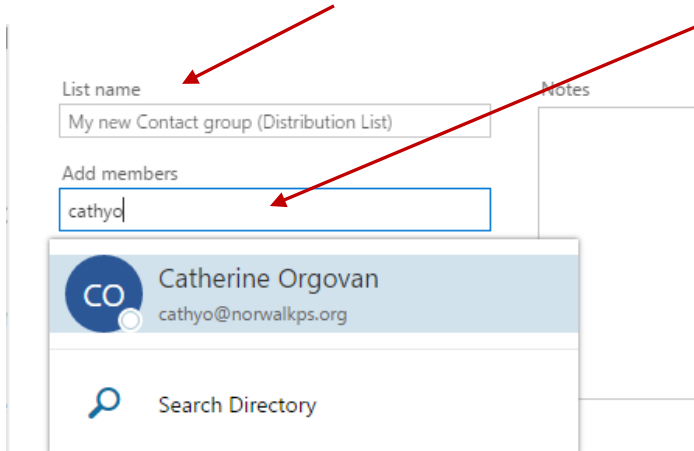 List name
Notes
My new Contact group (Distribution List)
Add members
cathyo
CO
Catherine Orgovan
cathyo@norwalkps.org
Search Directory